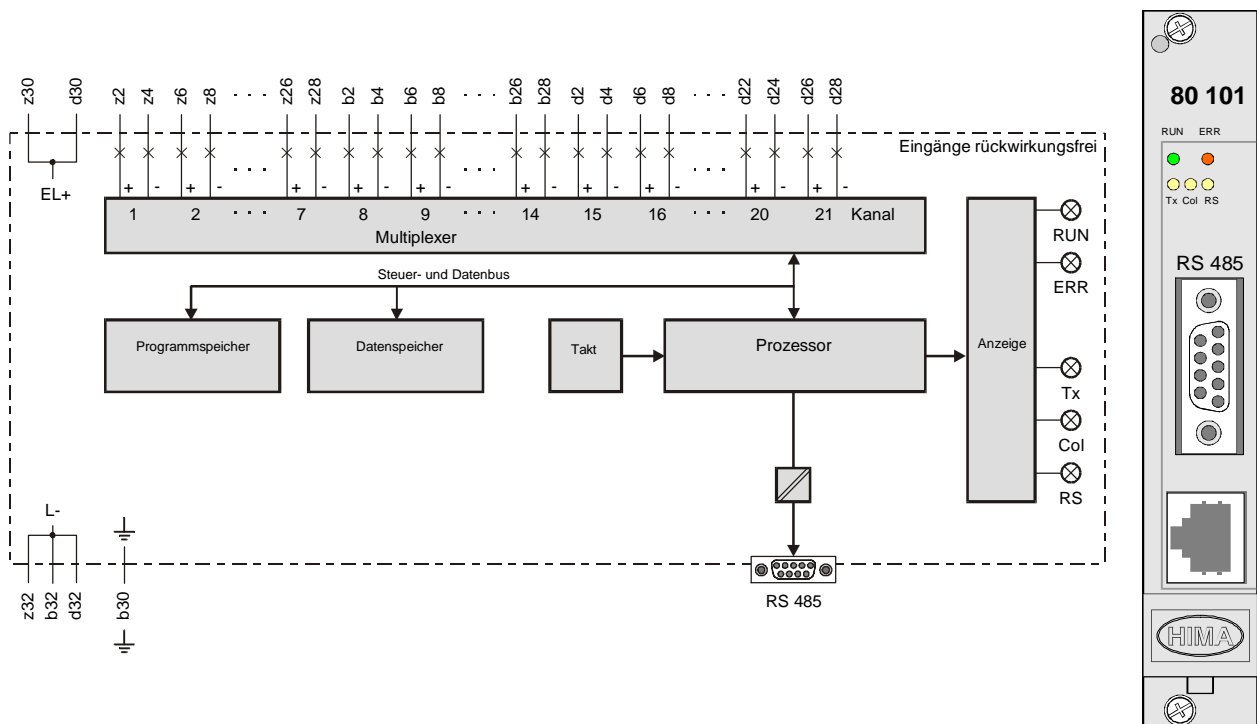 z30 d30 z2 z4 z6 z8 · · · · z26 z28 b2 b4 b6 b8 · · · · b26 b28 d2 d4 d6 d8 · · · · d22 d24 d26 d28
Eingänge rückwirkungsfrei
EL+
+ - + - + - + - + - + - + - + - + - + -
1 2 · · · · 7 8 9 · · · · 14 15 16 · · · 20 21 Kanal
Multiplexer
Steuer- und Datenbus
Programmspeicher
Datenspeicher
Takt
Prozessor
Anzeige
RUN
ERR
Tx
Col
RS
L-
z32 b32 d32 b30
RS 485
80 101
RUN ERR
Tx Col RS
RS 485
HIMA